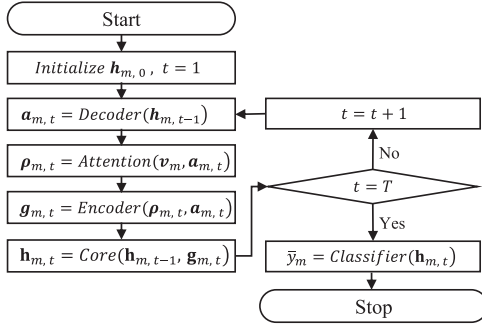 Start
Initialize h_{m,0} , t = 1
a_{m,t} = Decoder(h_{m,t−1})
ρ_{m,t} = Attention(v_m, a_{m,t})
g_{m,t} = Encoder(ρ_{m,t}, a_{m,t})
h_{m,t} = Core(h_{m,t−1}, g_{m,t})
t = t + 1
No
t = T
Yes
ȳ_m = Classifier(h_{m,t})
Stop